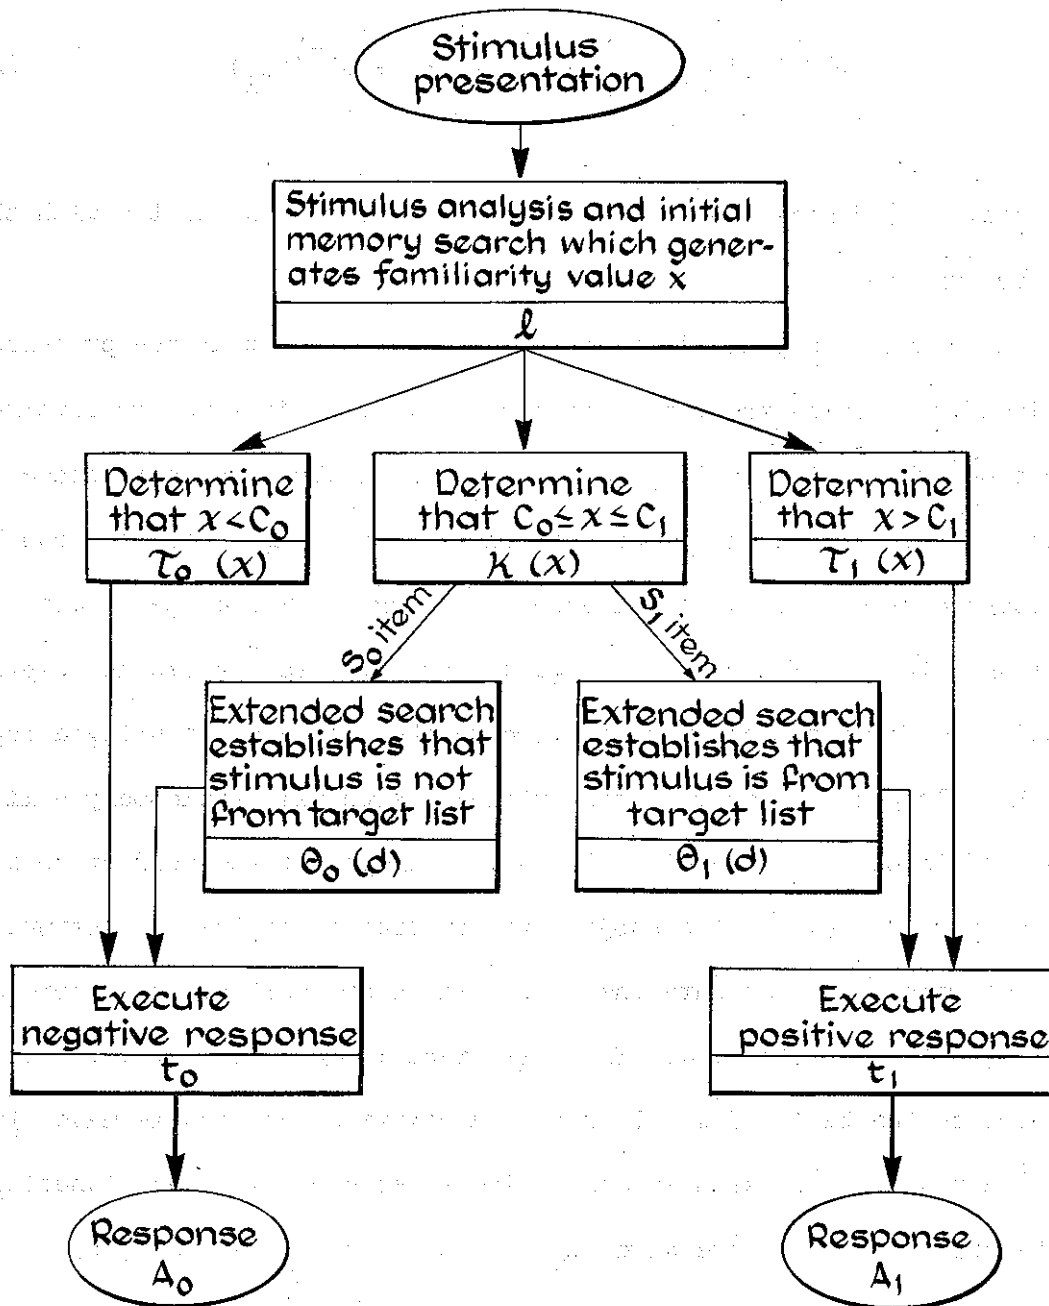 Stimulus
presentation
Stimulus analysis and initial
memory search which gener-
ates familiarity value x
ℓ
Determine
that x<C₀
τ₀ (x)
Determine
that C₀≤x≤C₁
κ (x)
Determine
that x>C₁
τ₁ (x)
S₀ item
S₁ item
Extended search
establishes that
stimulus is not
from target list
Θ₀ (d)
Extended search
establishes that
stimulus is from
target list
Θ₁ (d)
Execute
negative response
t₀
Execute
positive response
t₁
Response
A₀
Response
A₁